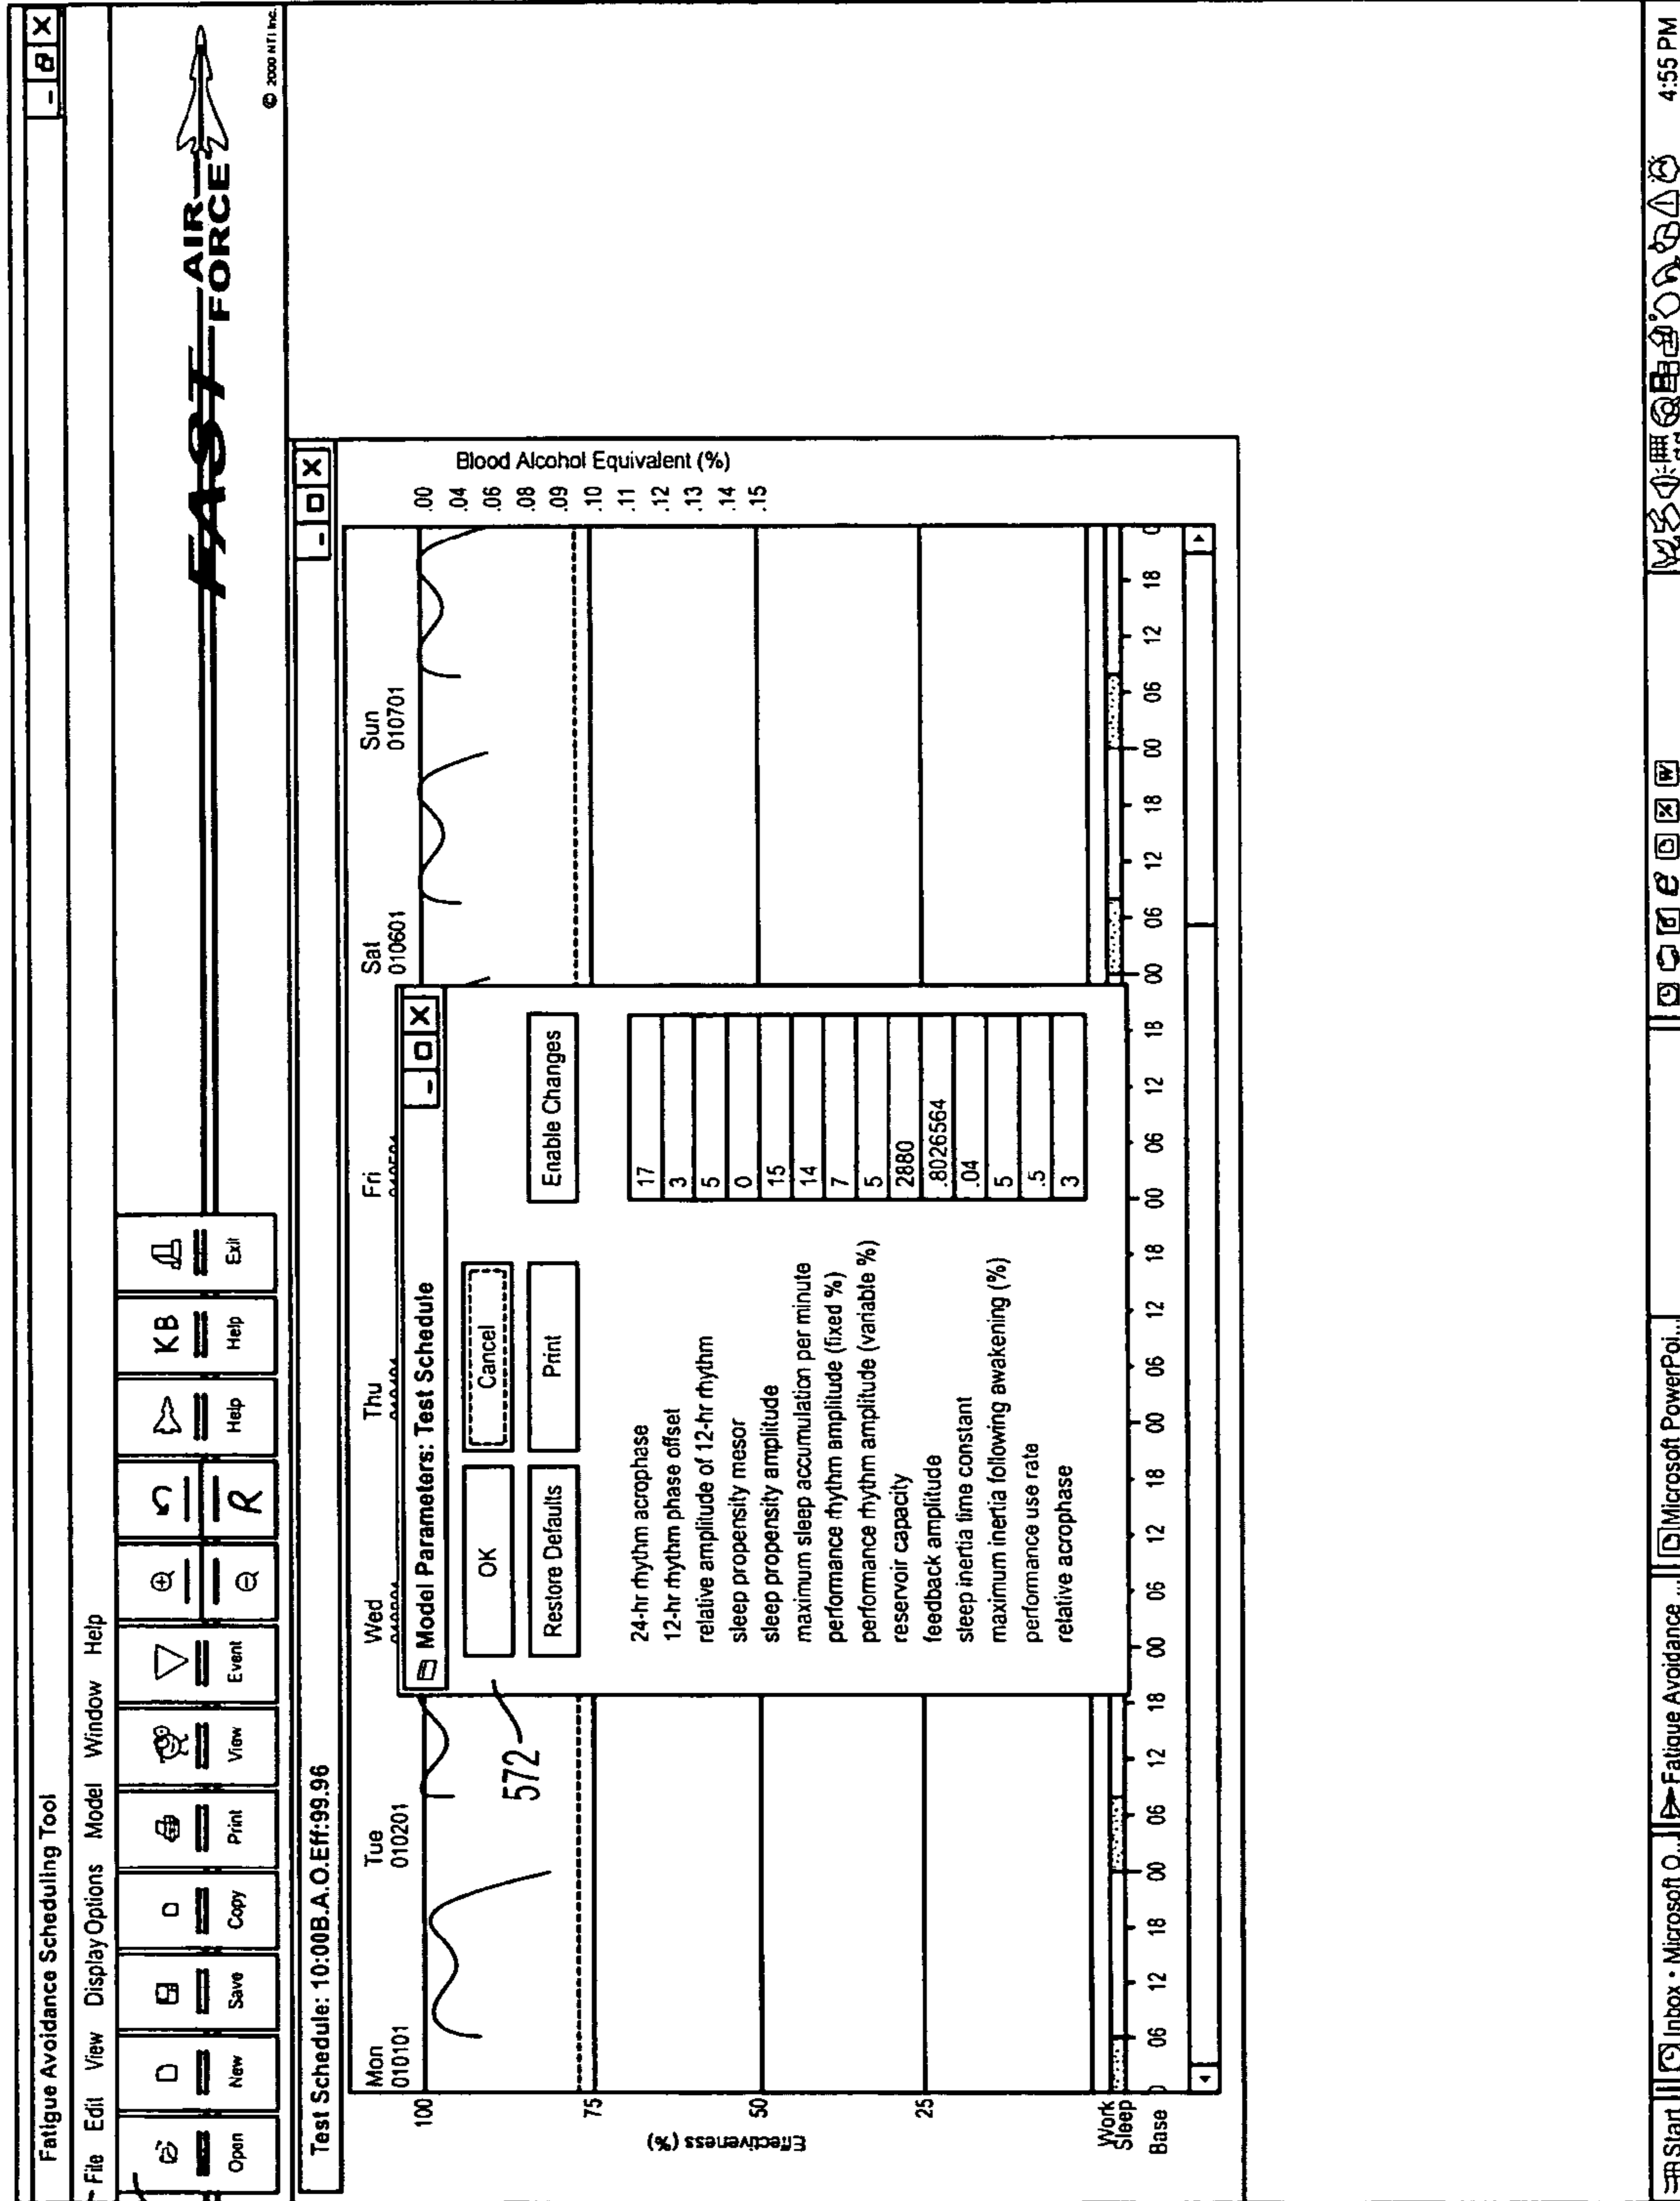 Fatigue Avoidance Scheduling Tool
File Edit View Display Options Model Window Help
Open New Save Copy Print View Event R Help KB Help Exit
FAST AIR FORCE
© 2000 NTI Inc.
Test Schedule: 10:00B.A.O.Eff:99.96
Mon Tue Wed Thu Fri Sat Sun
010101 010201 010601 010701
Effectiveness (%)
100
75
50
25
Blood Alcohol Equivalent (%)
.00
.04
.06
.08
.09
.10
.11
.12
.13
.14
.15
572
Model Parameters: Test Schedule
OK Cancel
Restore Defaults Print Enable Changes
24-hr rhythm acrophase 17
12-hr rhythm phase offset 3
relative amplitude of 12-hr rhythm 5
sleep propensity mesor 0
sleep propensity amplitude 15
maximum sleep accumulation per minute 14
performance rhythm amplitude (fixed %) 7
performance rhythm amplitude (variable %) 5
reservoir capacity 2880
feedback amplitude .8026564
sleep inertia time constant .04
maximum inertia following awakening (%) 5
performance use rate .5
relative acrophase 3
Work
Sleep
Base 0 06 12 18 00 06 12 18 00 06 12 18 00 06 12 18 00 06 12 18 00 06 12 18 00 06 12 18 0
Start Inbox • Microsoft O... Fatigue Avoidance ... Microsoft PowerPoi... 4:55 PM